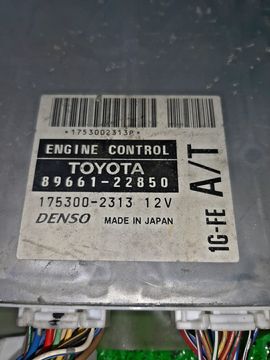 *1753002313P*
ENGINE CONTROL
TOYOTA
89661-22850
175300-2313 12V
DENSO MADE IN JAPAN
1G-FE A/T